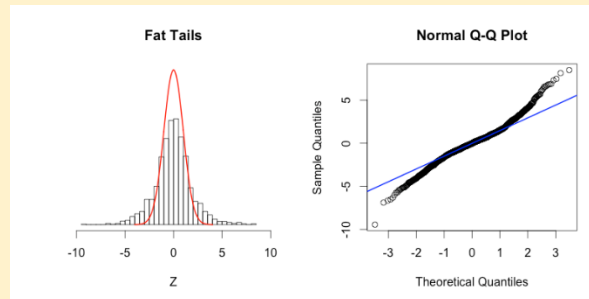 Fat Tails
-10 -5 0 5 10
Z
Normal Q-Q Plot
Sample Quantiles
5
0
-5
-10
-3 -2 -1 0 1 2 3
Theoretical Quantiles